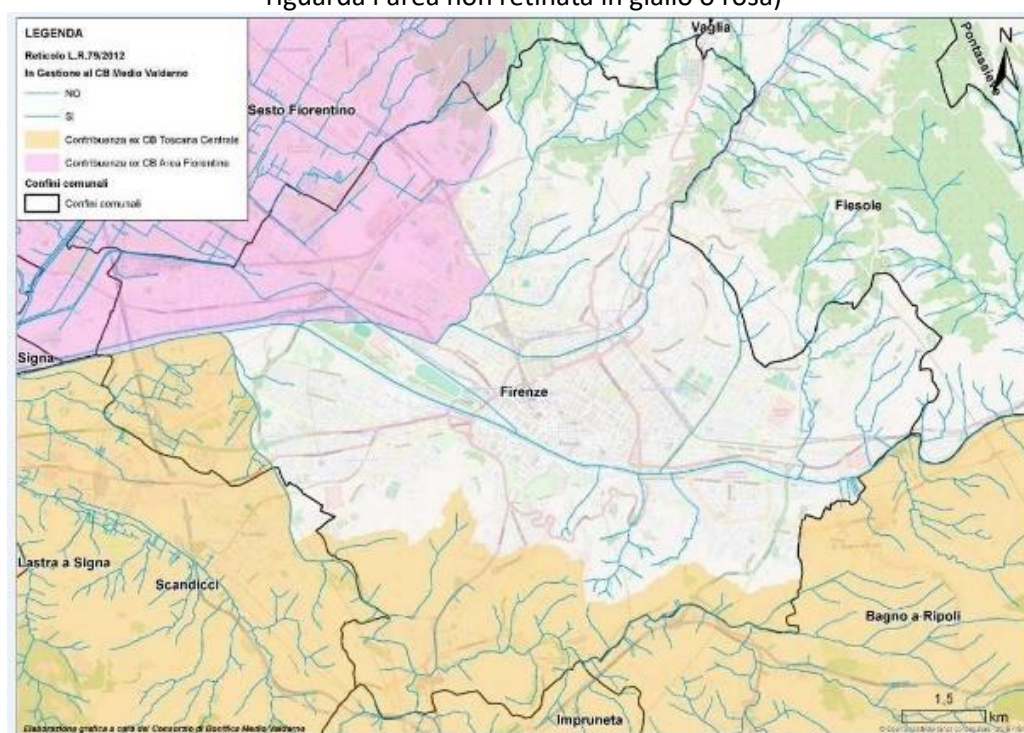 riguarda l'area non retinata in giallo o rosa)
LEGENDA
Reticolo L.R.79/2012
In Gestione al CB Medio Valdarno
NO
SI
Contribuenza ex CB Toscana Centrale
Contribuenza ex CB Area Fiorentina
Confini comunali
Confini comunali
Vaglia
N
Pontassieve
Sesto Fiorentino
Fiesole
Signa
Firenze
Lastra a Signa
Scandicci
Bagno a Ripoli
Impruneta
1,5
km
Elaborazione grafica a cura del Consorzio di Bonifica Medio Valdarno